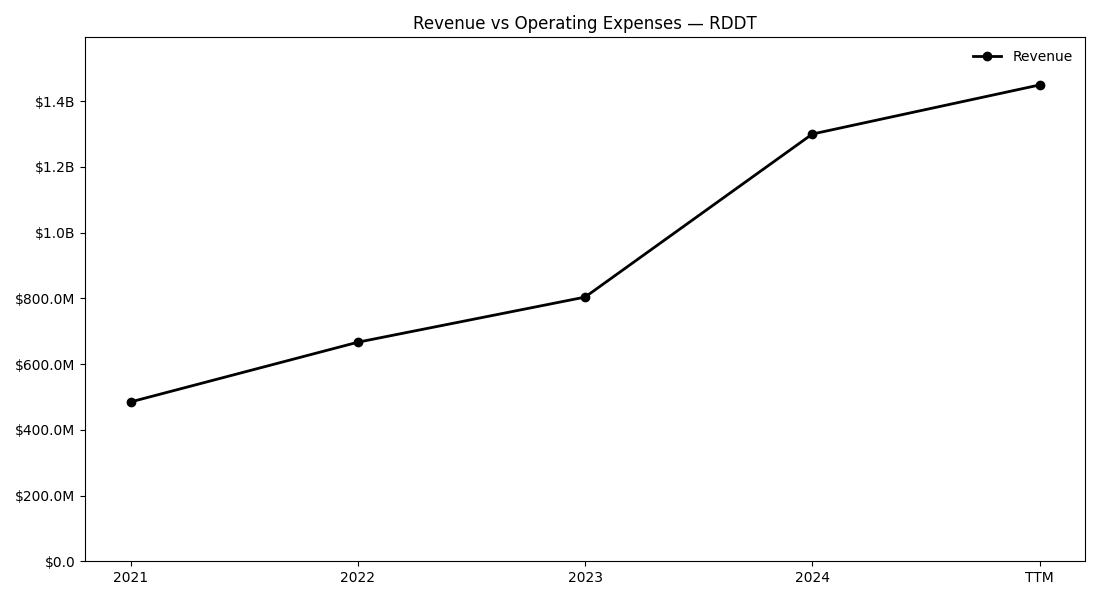 Revenue vs Operating Expenses — RDDT
Revenue
$1.4B
$1.2B
$1.0B
$800.0M
$600.0M
$400.0M
$200.0M
$0.0
2021 2022 2023 2024 TTM